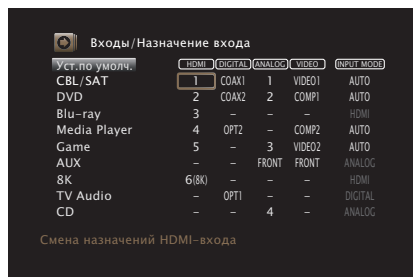 Входы/Назначение входа
Уст.по умолч. HDMI DIGITAL ANALOG VIDEO INPUT MODE
CBL/SAT 1 COAX1 1 VIDEO1 AUTO
DVD 2 COAX2 2 COMP1 AUTO
Blu-ray 3 – – – HDMI
Media Player 4 OPT2 – COMP2 AUTO
Game 5 – 3 VIDEO2 AUTO
AUX – – FRONT FRONT ANALOG
8K 6(8K) – – – HDMI
TV Audio – OPT1 – – DIGITAL
CD – – 4 – ANALOG
Смена назначений HDMI-входа